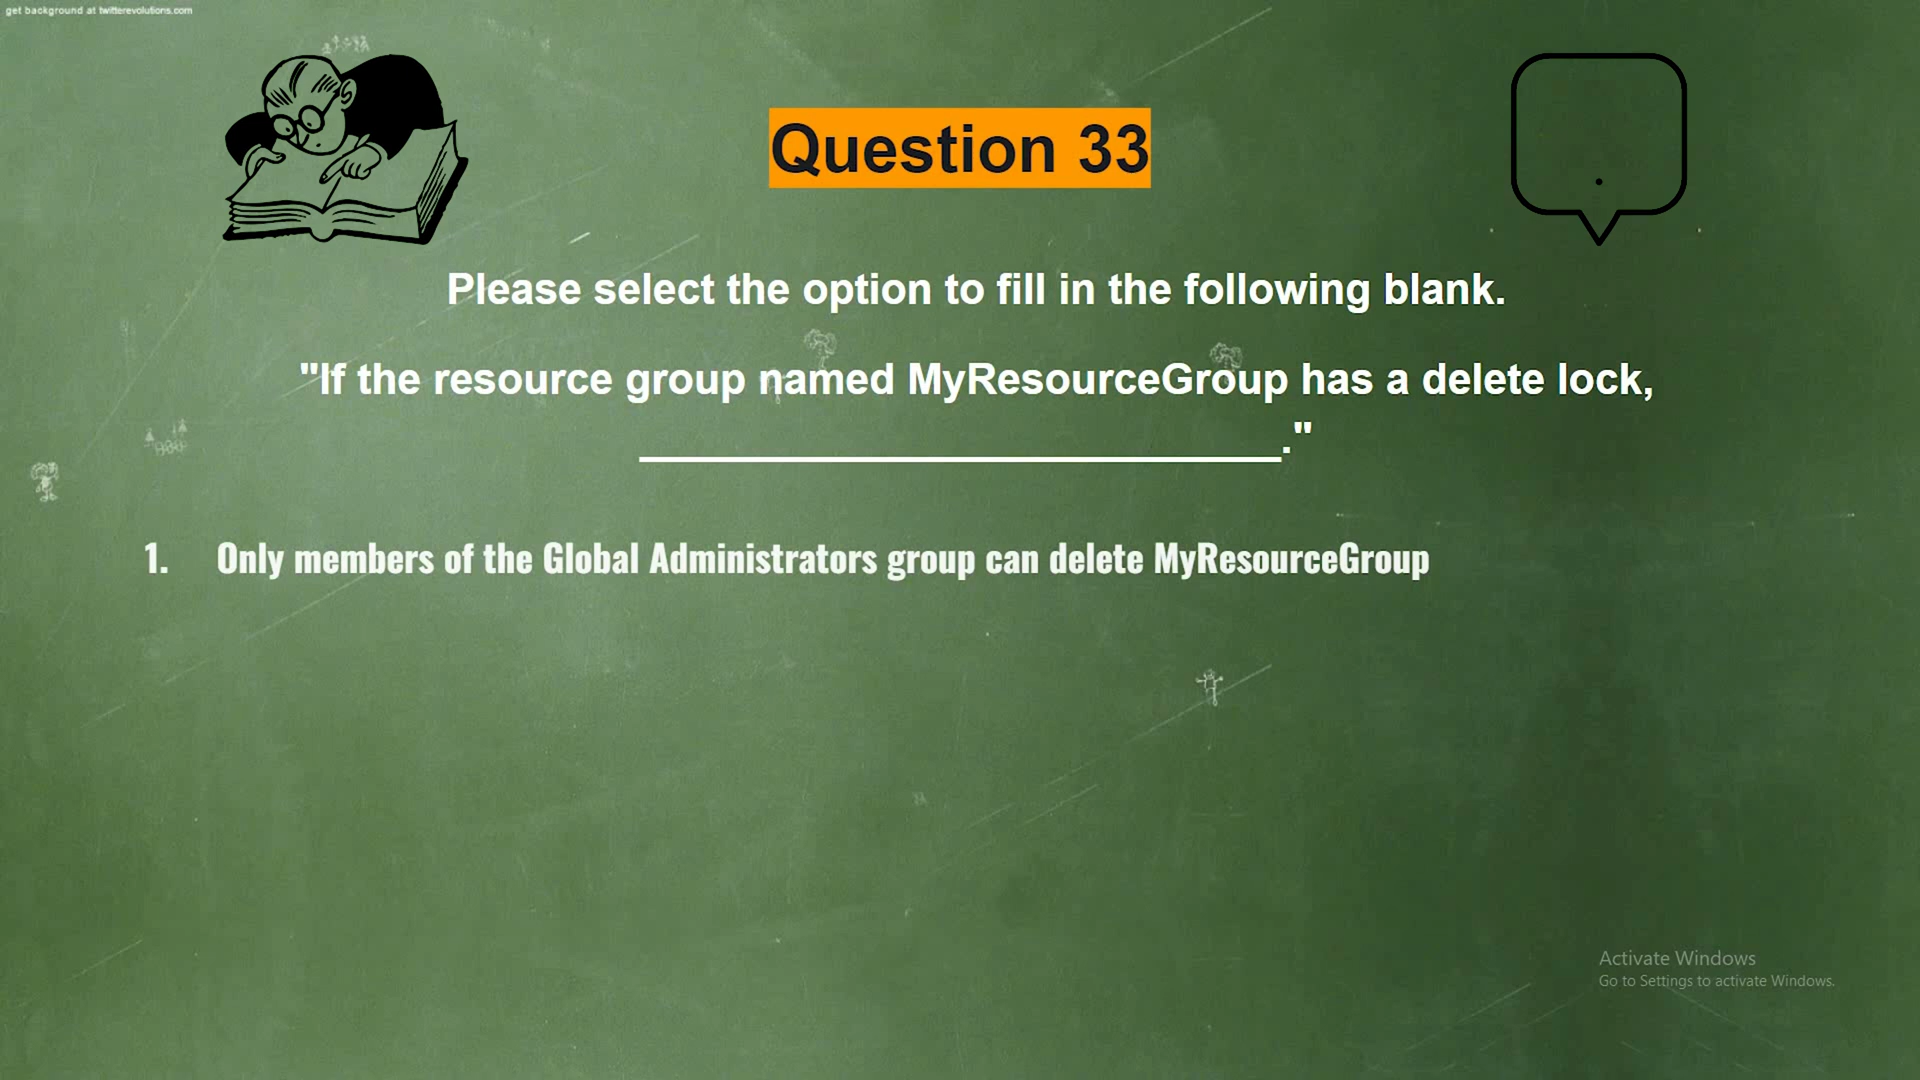 get background at twitterevolutions.com
Question 33
Please select the option to fill in the following blank.
"If the resource group named MyResourceGroup has a delete lock,
______________________________."
1. Only members of the Global Administrators group can delete MyResourceGroup
Activate Windows
Go to Settings to activate Windows.